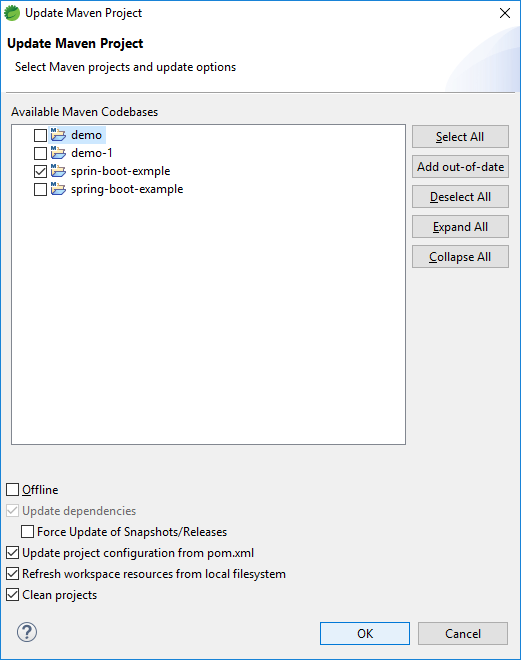 Update Maven Project
Update Maven Project
Select Maven projects and update options
Available Maven Codebases
demo
demo-1
sprin-boot-exmple
spring-boot-example
Select All
Add out-of-date
Deselect All
Expand All
Collapse All
Offline
Update dependencies
Force Update of Snapshots/Releases
Update project configuration from pom.xml
Refresh workspace resources from local filesystem
Clean projects
?
OK
Cancel